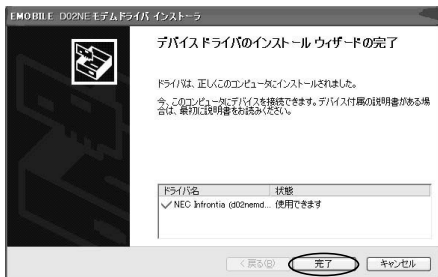 EMOBILE D02NE モデムドライバ インストーラ
デバイスドライバのインストール ウィザードの完了
ドライバは、正しくこのコンピュータにインストールされました。
今、このコンピュータにデバイスを接続できます。デバイス付属の説明書がある場
合は、最初に説明書をお読みください。
ドライバ名 状態
NEC Infrontia (d02nemd... 使用できます
< 戻る(B) 完了 キャンセル